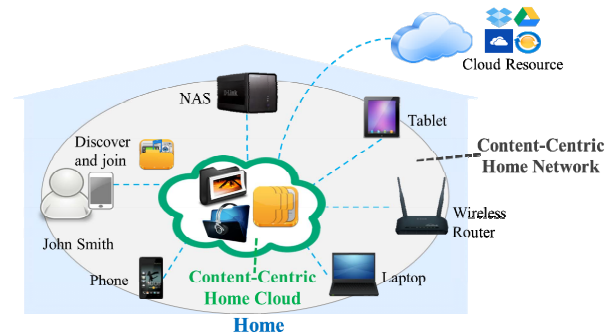 Cloud Resource
NAS
Tablet
Discover
and join
Content-Centric
Home Network
Wireless
Router
John Smith
Phone
Content-Centric
Home Cloud
Laptop
Home